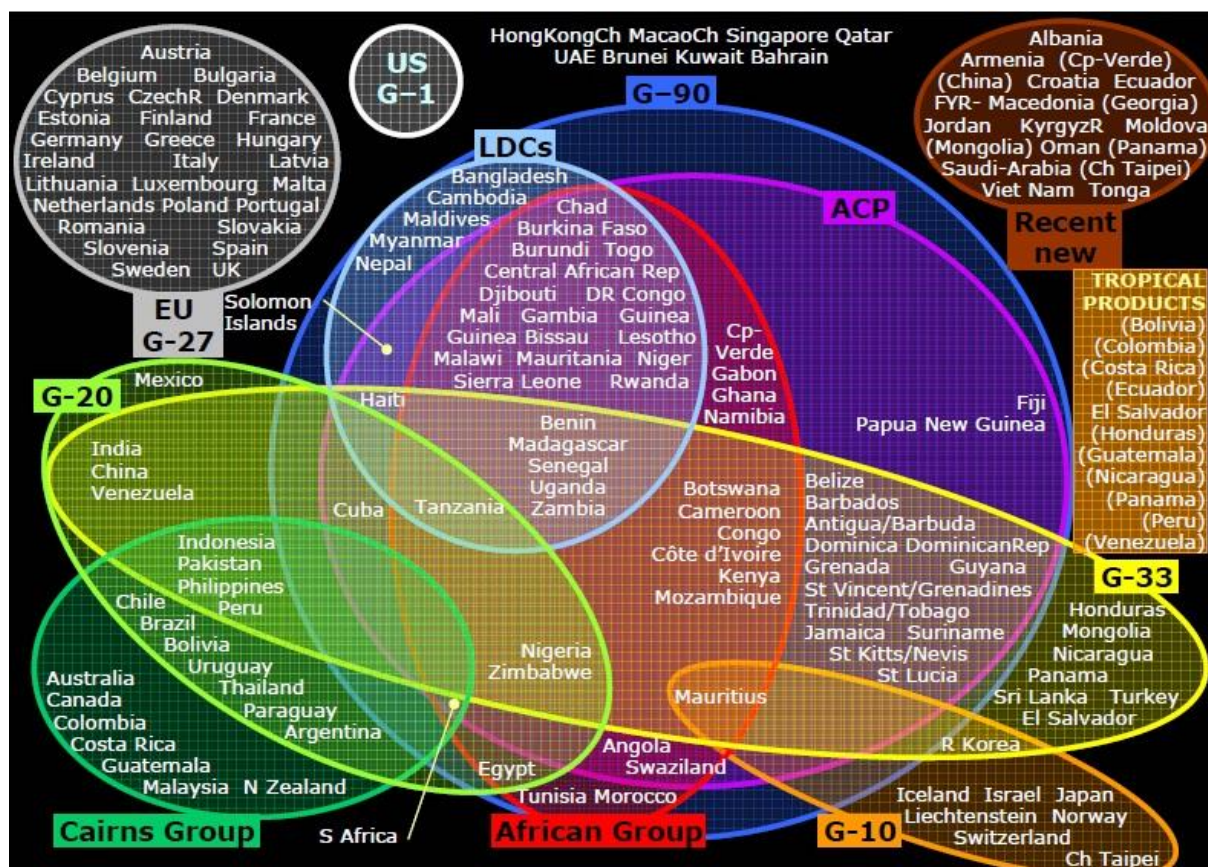 Austria
Belgium Bulgaria
Cyprus CzechR Denmark
Estonia Finland France
Germany Greece Hungary
Ireland Italy Latvia
Lithuania Luxembourg Malta
Netherlands Poland Portugal
Romania Slovakia
Slovenia Spain
Sweden UK
EU
G-27
US
G–1
HongKongCh MacaoCh Singapore Qatar
UAE Brunei Kuwait Bahrain
G–90
Albania
Armenia (Cp-Verde)
(China) Croatia Ecuador
FYR- Macedonia (Georgia)
Jordan KyrgyzR Moldova
(Mongolia) Oman (Panama)
Saudi-Arabia (Ch Taipei)
Viet Nam Tonga
Recent
new
LDCs
Bangladesh
Cambodia
Maldives
Myanmar
Nepal
ACP
Chad
Burkina Faso
Burundi Togo
Central African Rep
Djibouti DR Congo
Mali Gambia Guinea
Guinea Bissau Lesotho
Malawi Mauritania Niger
Sierra Leone Rwanda
Solomon
Islands
Haiti
Cp-
Verde
Gabon
Ghana
Namibia
Fiji
Papua New Guinea
TROPICAL
PRODUCTS
(Bolivia)
(Colombia)
(Costa Rica)
(Ecuador)
El Salvador
(Honduras)
(Guatemala)
(Nicaragua)
(Panama)
(Peru)
(Venezuela)
G-20
Mexico
India
China
Venezuela
Cuba
Tanzania
Benin
Madagascar
Senegal
Uganda
Zambia
Botswana
Cameroon
Congo
Côte d'Ivoire
Kenya
Mozambique
Belize
Barbados
Antigua/Barbuda
Dominica DominicanRep
Grenada Guyana
St Vincent/Grenadines
Trinidad/Tobago
Jamaica Suriname
St Kitts/Nevis
St Lucia
G-33
Honduras
Mongolia
Nicaragua
Panama
Sri Lanka Turkey
El Salvador
R Korea
Indonesia
Pakistan
Philippines
Peru
Chile
Brazil
Bolivia
Uruguay
Thailand
Paraguay
Argentina
Australia
Canada
Colombia
Costa Rica
Guatemala
Malaysia N Zealand
Nigeria
Zimbabwe
Mauritius
Angola
Swaziland
Egypt
Tunisia Morocco
Iceland Israel Japan
Liechtenstein Norway
Switzerland
Ch Taipei
Cairns Group
S Africa
African Group
G-10